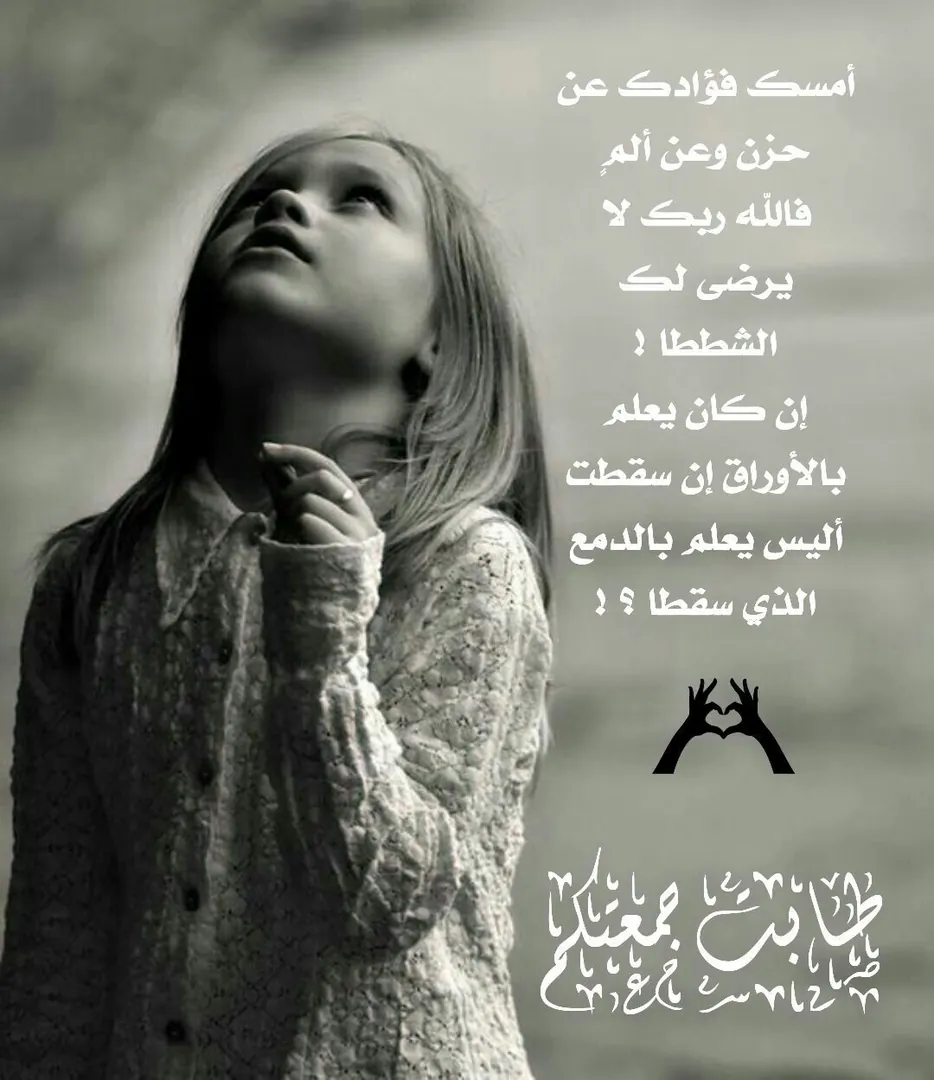 أمسك فؤادك عن
حزن وعن ألمٍ
فالله ربك لا
يرضى لك
الشططا !
إن كان يعلم
بالأوراق إن سقطت
أليس يعلم بالدمع
الذي سقطا ؟ !
طابت جمعتكم